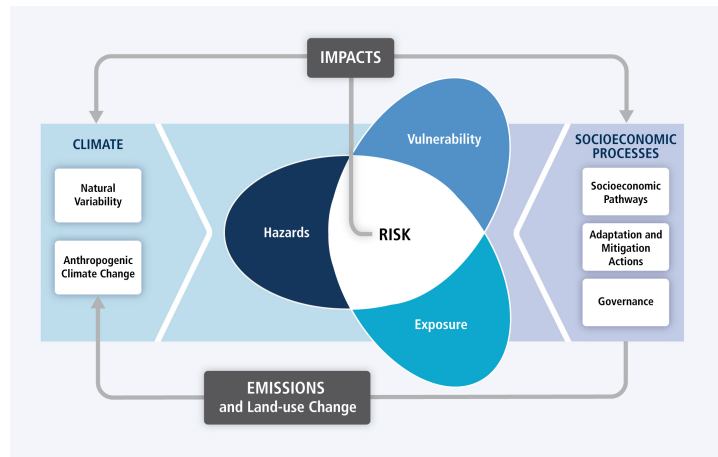 IMPACTS
CLIMATE
Natural
Variability
Anthropogenic
Climate Change
Vulnerability
Hazards
RISK
Exposure
SOCIOECONOMIC
PROCESSES
Socioeconomic
Pathways
Adaptation and
Mitigation
Actions
Governance
EMISSIONS
and Land-use Change